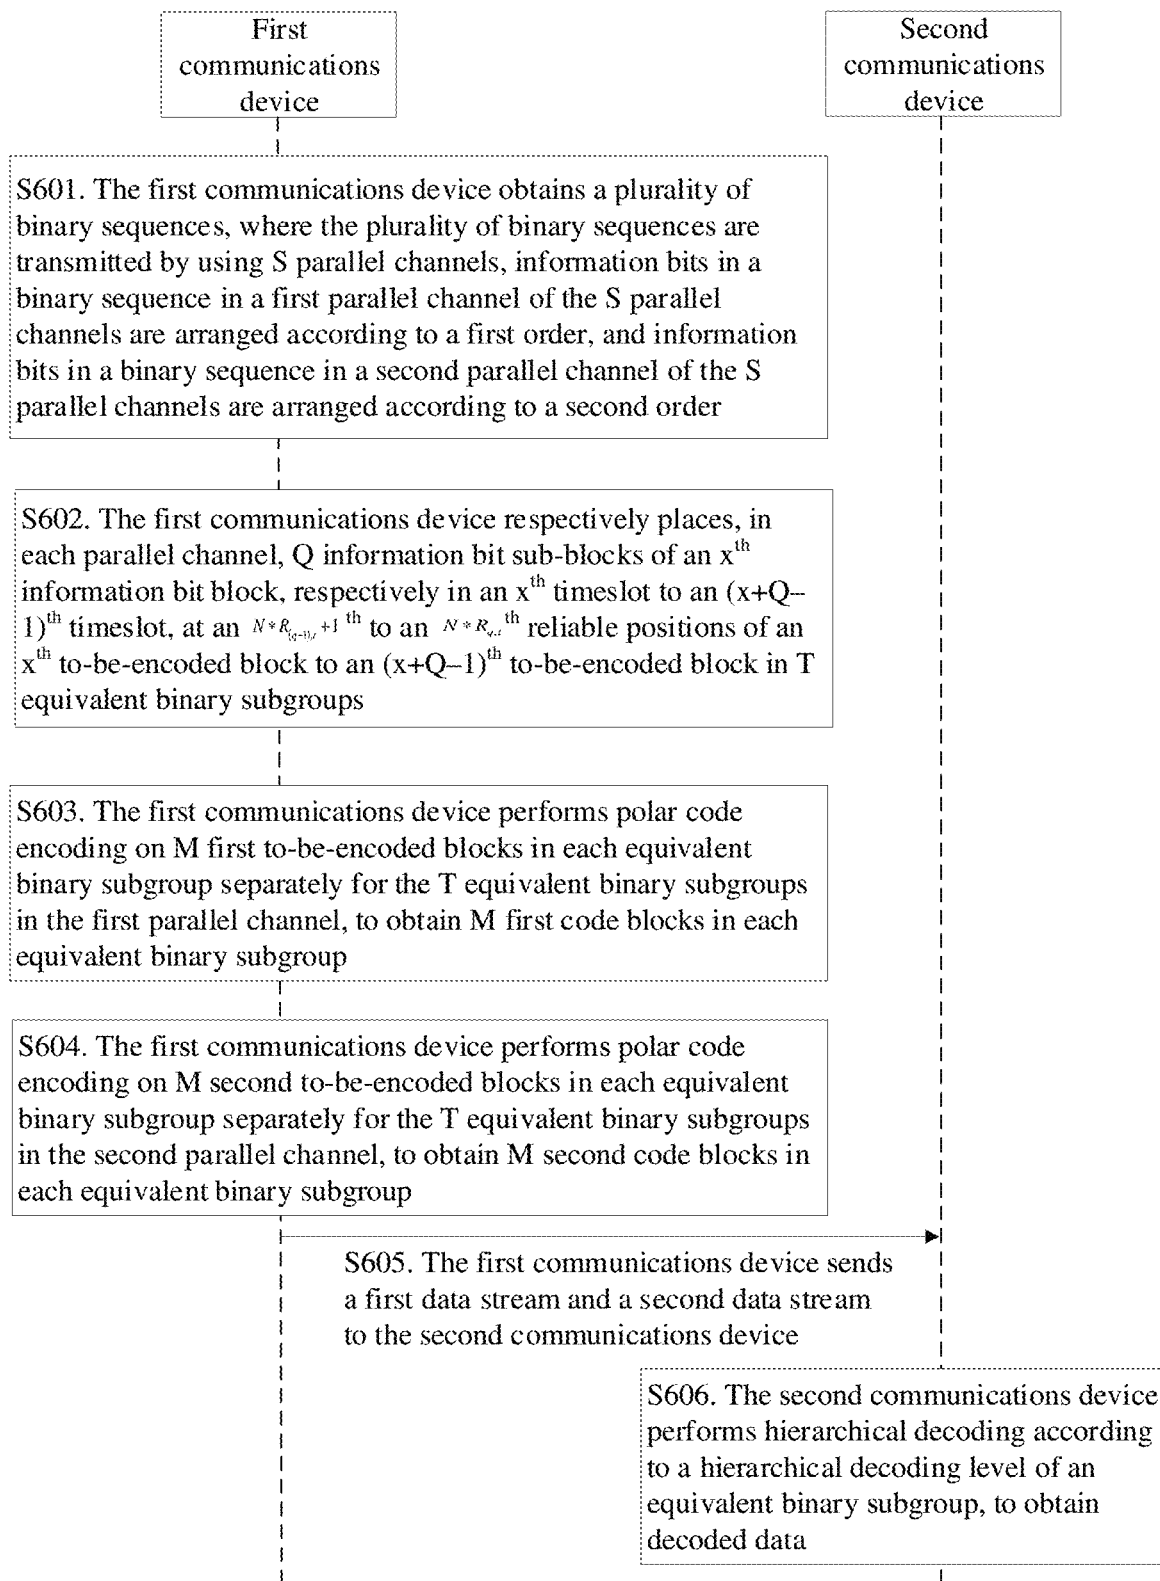 First
communications
device
Second
communications
device
S601. The first communications device obtains a plurality of
binary sequences, where the plurality of binary sequences are
transmitted by using S parallel channels, information bits in a
binary sequence in a first parallel channel of the S parallel
channels are arranged according to a first order, and information
bits in a binary sequence in a second parallel channel of the S
parallel channels are arranged according to a second order
S602. The first communications device respectively places, in
each parallel channel, Q information bit sub-blocks of an x^th
information bit block, respectively in an x^th timeslot to an (x+Q–
1)^th timeslot, at an N*R_(q-1),t +1 ^th to an N*R_q,t ^th reliable positions of an
x^th to-be-encoded block to an (x+Q–1)^th to-be-encoded block in T
equivalent binary subgroups
S603. The first communications device performs polar code
encoding on M first to-be-encoded blocks in each equivalent
binary subgroup separately for the T equivalent binary subgroups
in the first parallel channel, to obtain M first code blocks in each
equivalent binary subgroup
S604. The first communications device performs polar code
encoding on M second to-be-encoded blocks in each equivalent
binary subgroup separately for the T equivalent binary subgroups
in the second parallel channel, to obtain M second code blocks in
each equivalent binary subgroup
S605. The first communications device sends
a first data stream and a second data stream
to the second communications device
S606. The second communications device
performs hierarchical decoding according
to a hierarchical decoding level of an
equivalent binary subgroup, to obtain
decoded data